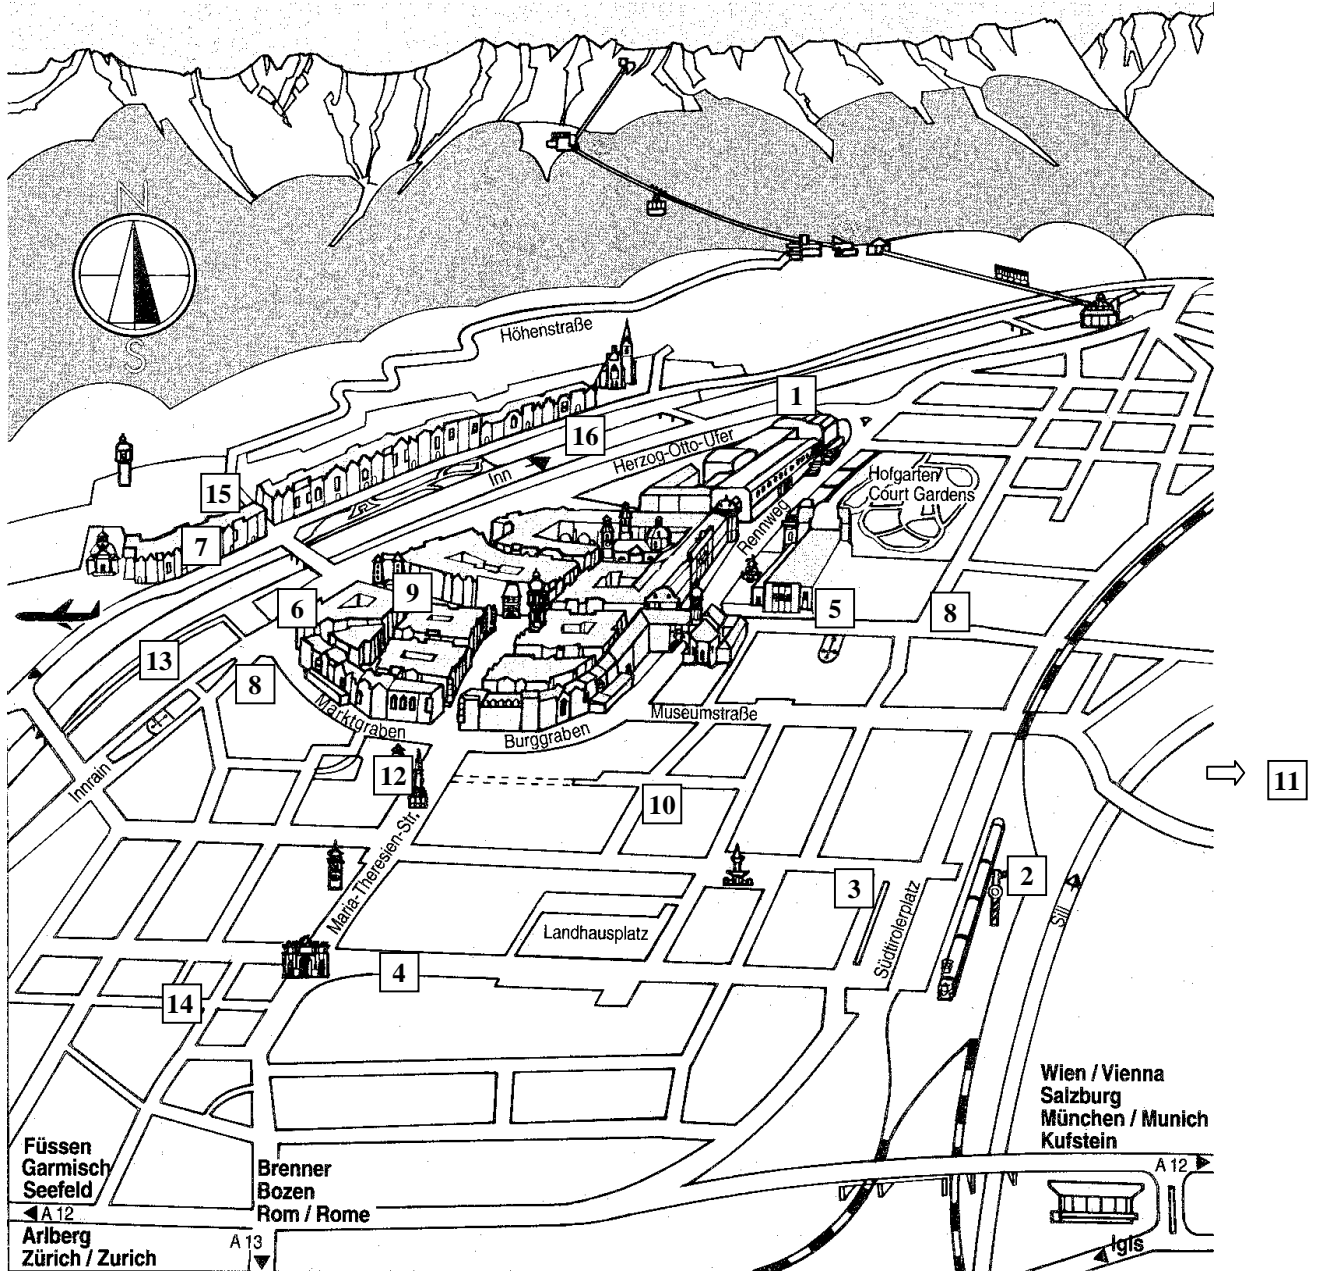 N
S
Höhenstraße
1
16
Herzog-Otto-Ufer
Inn
15
Hofgarten
Court Gardens
Rennweg
7
6
9
5
8
13
8
Marktgraben
Burggraben
Museumstraße
12
10
11
Innrain
Maria-Theresien-Str.
2
3
Sill
Landhausplatz
Südtirolerplatz
4
14
Wien / Vienna
Salzburg
München / Munich
Kufstein
A 12
Füssen
Garmisch
Seefeld
A 12
Arlberg
Zürich / Zurich
Brenner
Bozen
Rom / Rome
A 13
Igls